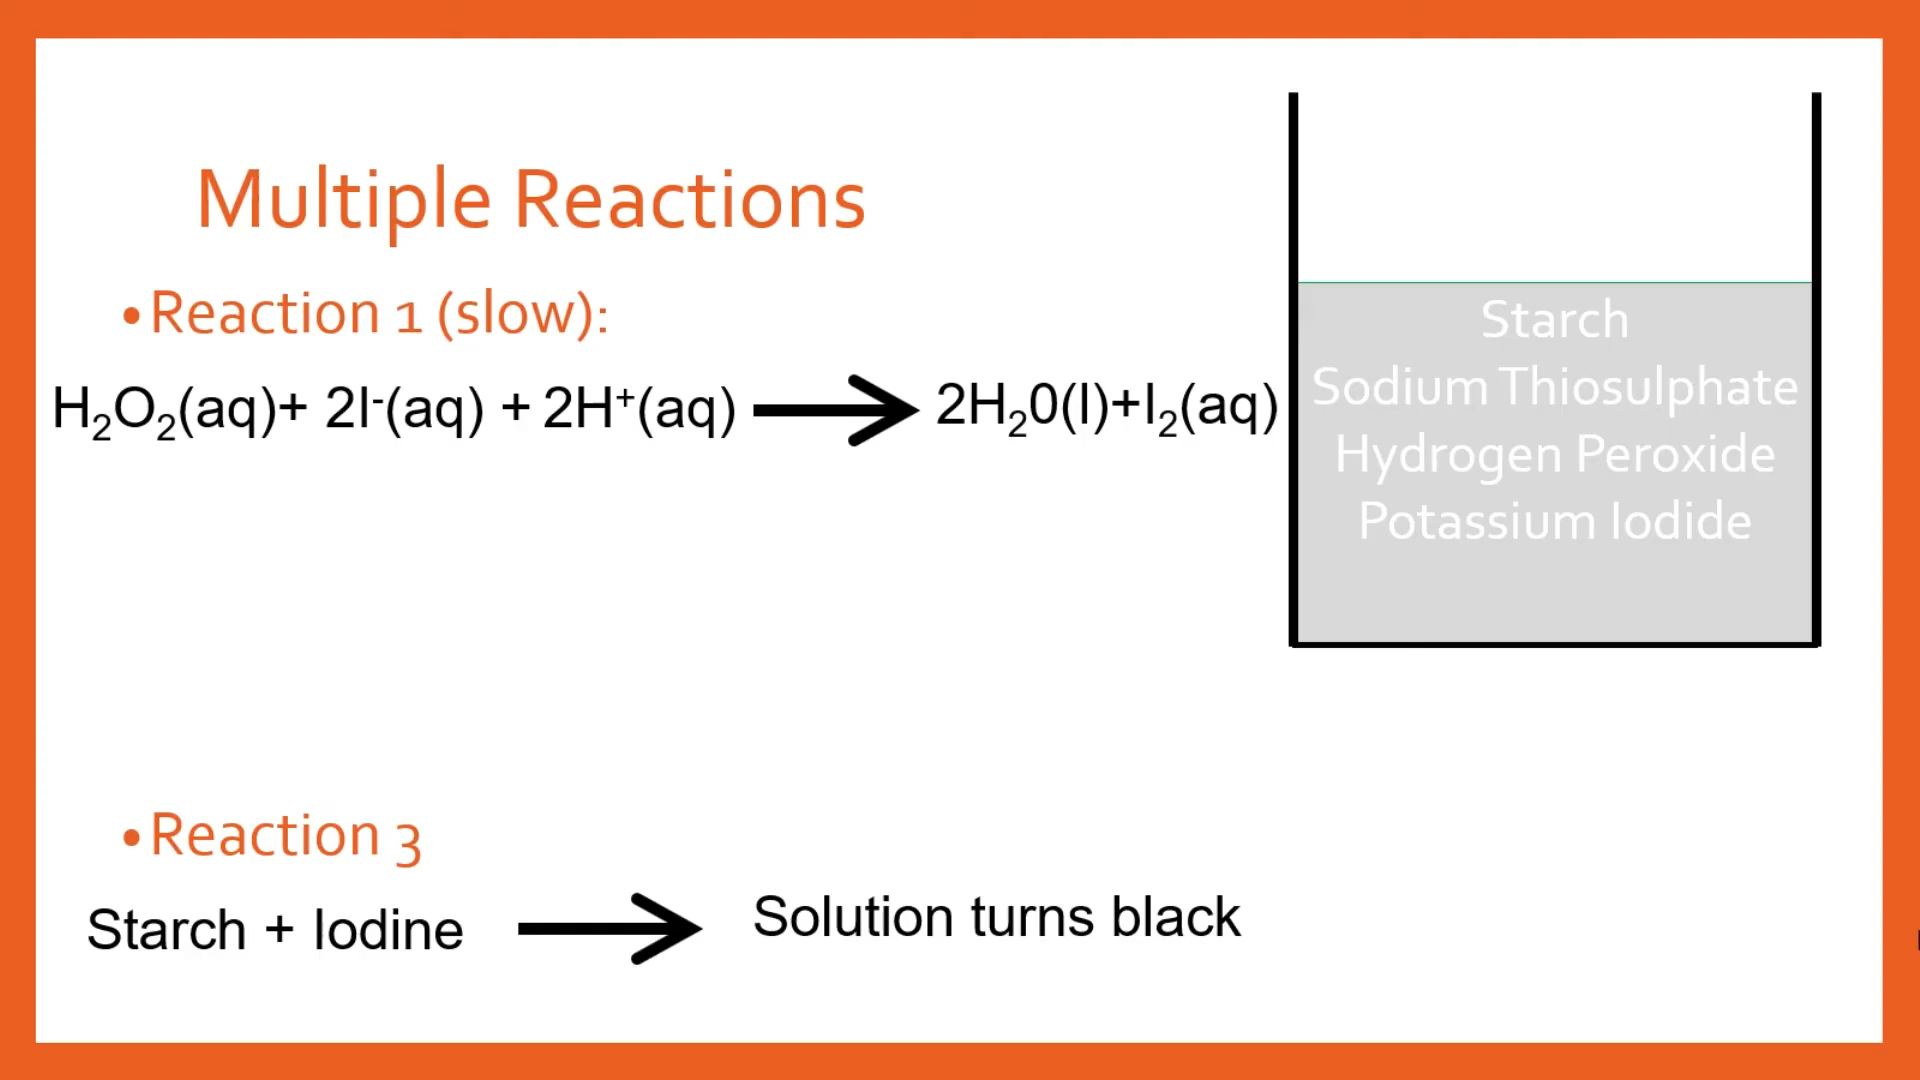 Multiple Reactions
•Reaction 1 (slow):
H₂O₂(aq)+ 2I⁻(aq) + 2H⁺(aq) → 2H₂0(l)+I₂(aq)
Starch
Sodium Thiosulphate
Hydrogen Peroxide
Potassium Iodide
•Reaction 3
Starch + Iodine → Solution turns black